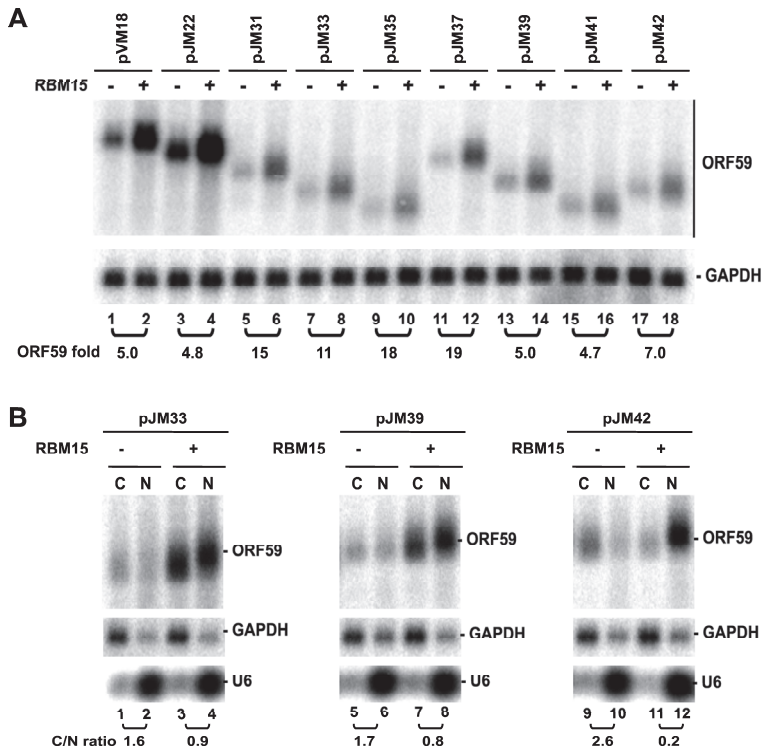 A
pVM18 pJM22 pJM31 pJM33 pJM35 pJM37 pJM39 pJM41 pJM42
RBM15 - + - + - + - + - + - + - + - + - +
ORF59
- GAPDH
1 2 3 4 5 6 7 8 9 10 11 12 13 14 15 16 17 18
ORF59 fold 5.0 4.8 15 11 18 19 5.0 4.7 7.0
B
pJM33 pJM39 pJM42
RBM15 - + RBM15 - + RBM15 - +
C N C N C N C N C N C N
- ORF59 - ORF59 - ORF59
- GAPDH - GAPDH - GAPDH
- U6 - U6 - U6
1 2 3 4 5 6 7 8 9 10 11 12
C/N ratio 1.6 0.9 1.7 0.8 2.6 0.2